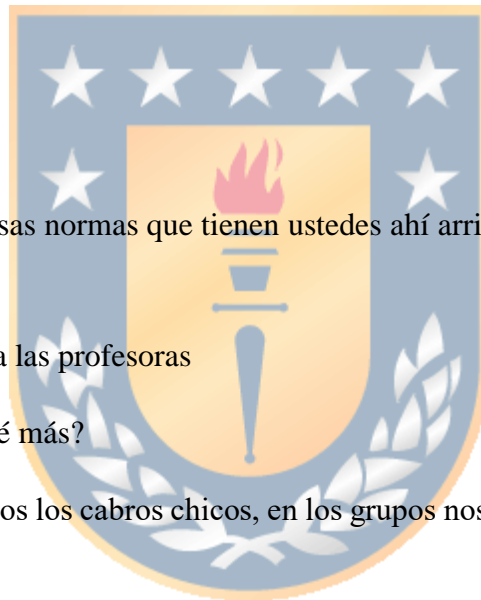 sas normas que tienen ustedes ahí arri
a las profesoras
é más?
os los cabros chicos, en los grupos nos